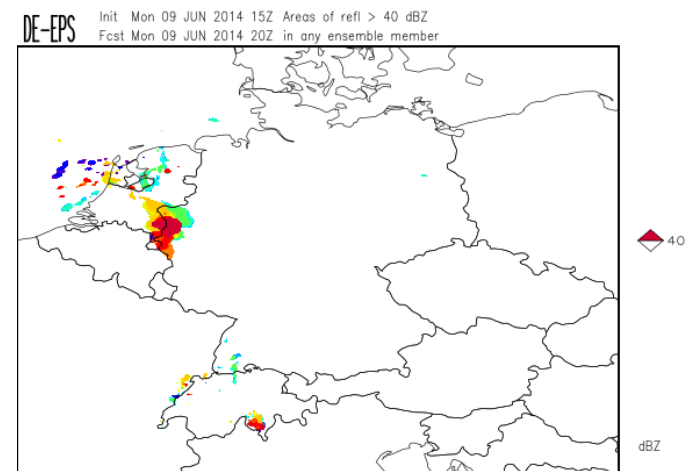 DE-EPS
Init Mon 09 JUN 2014 15Z Areas of refl > 40 dBZ
Fcst Mon 09 JUN 2014 20Z in any ensemble member
40
dBZ